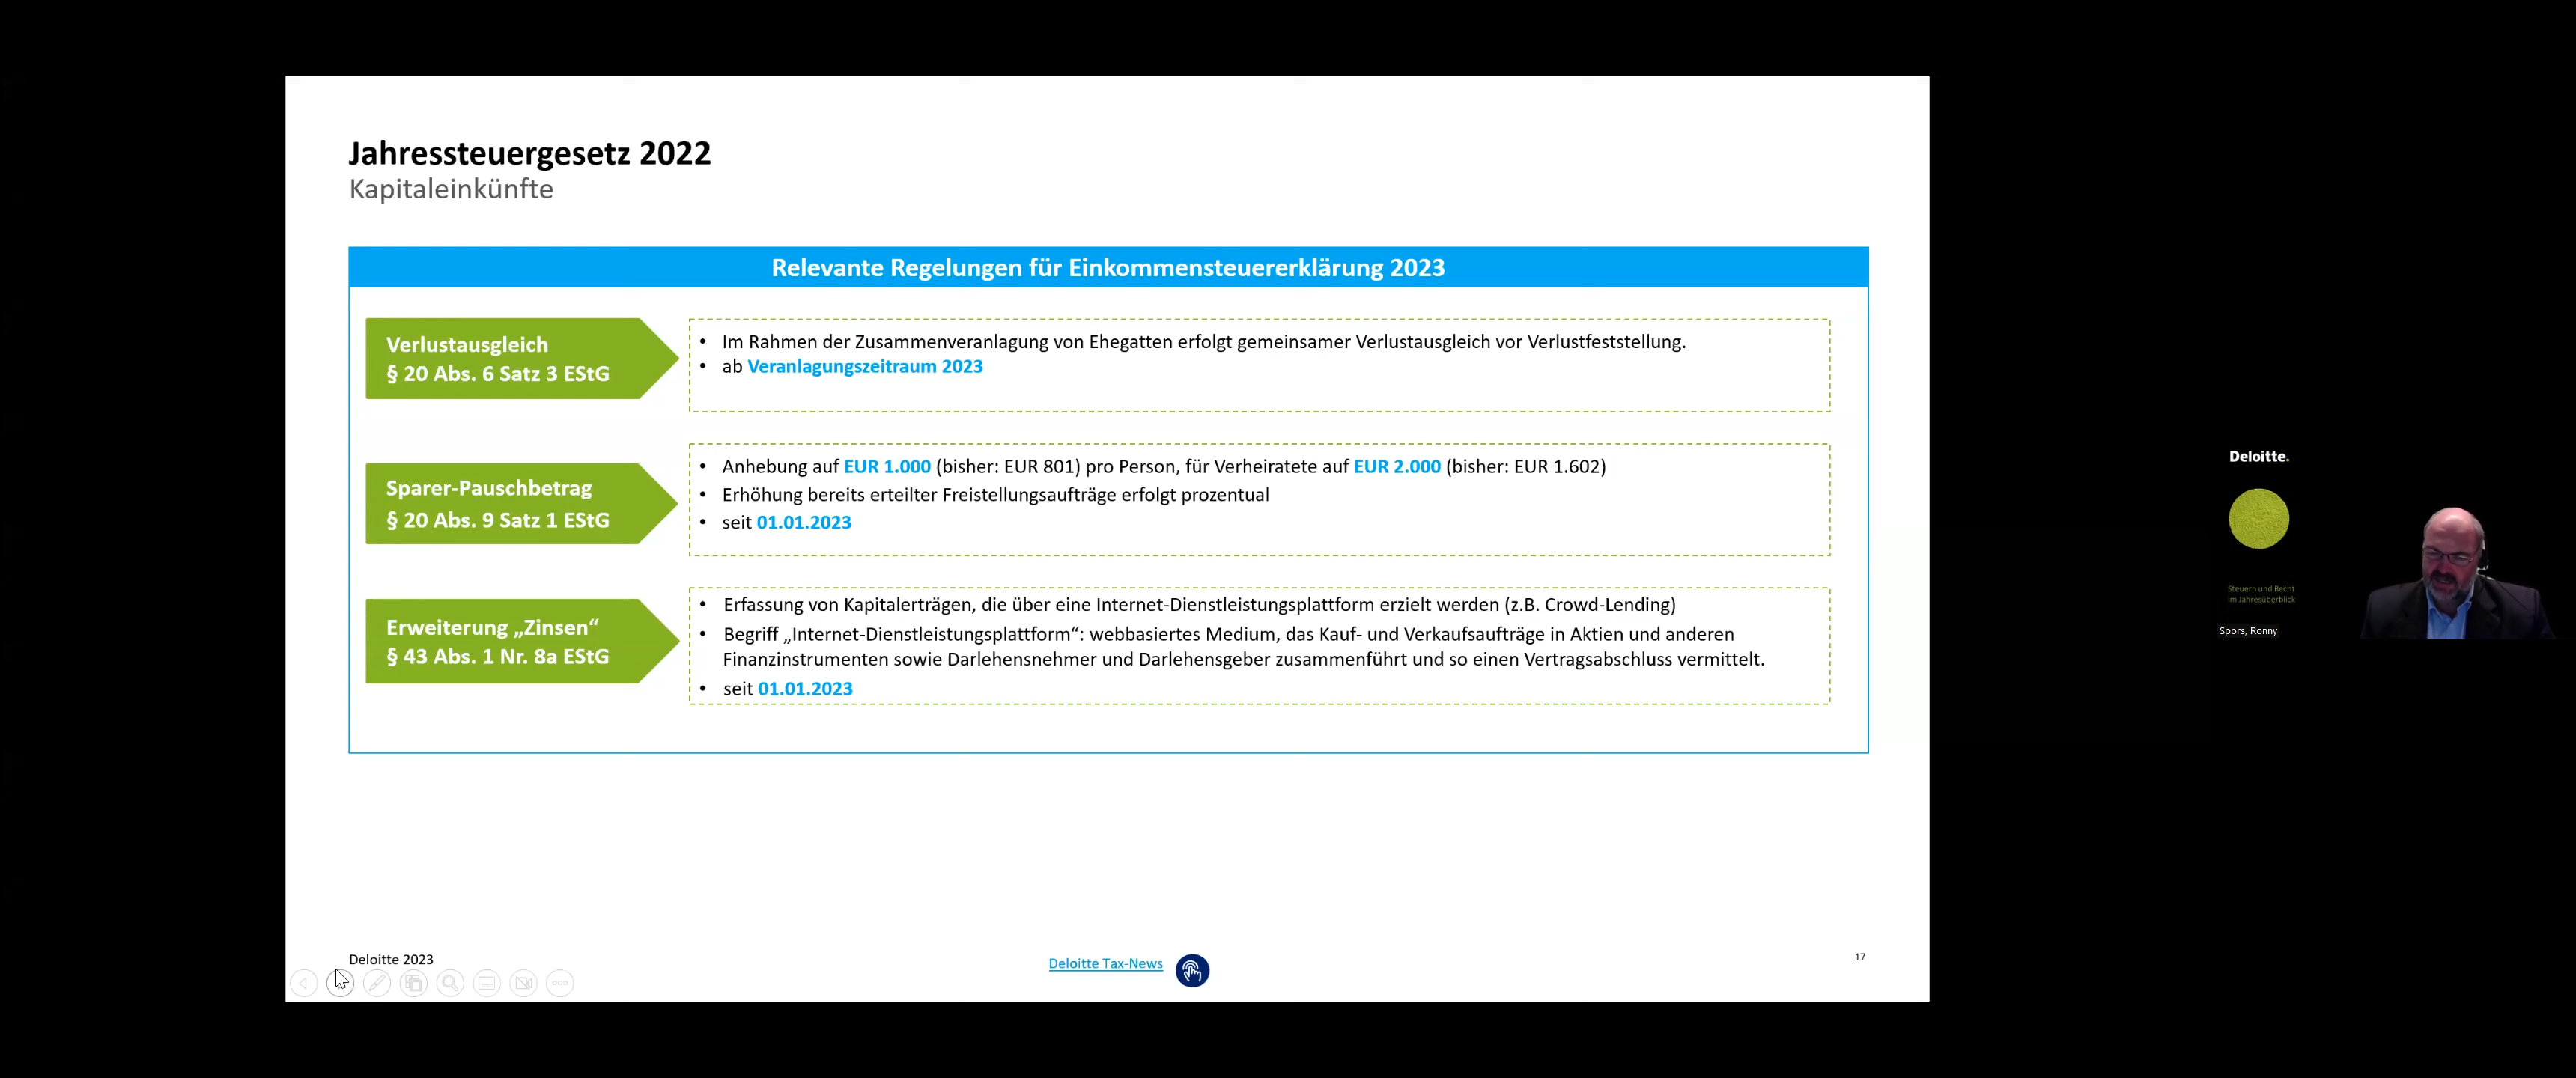 Jahressteuergesetz 2022
Kapitaleinkünfte
Relevante Regelungen für Einkommensteuererklärung 2023
Verlustausgleich
§ 20 Abs. 6 Satz 3 EStG
• Im Rahmen der Zusammenveranlagung von Ehegatten erfolgt gemeinsamer Verlustausgleich vor Verlustfeststellung.
• ab Veranlagungszeitraum 2023
Sparer-Pauschbetrag
§ 20 Abs. 9 Satz 1 EStG
• Anhebung auf EUR 1.000 (bisher: EUR 801) pro Person, für Verheiratete auf EUR 2.000 (bisher: EUR 1.602)
• Erhöhung bereits erteilter Freistellungsaufträge erfolgt prozentual
• seit 01.01.2023
Erweiterung „Zinsen“
§ 43 Abs. 1 Nr. 8a EStG
• Erfassung von Kapitalerträgen, die über eine Internet-Dienstleistungsplattform erzielt werden (z.B. Crowd-Lending)
• Begriff „Internet-Dienstleistungsplattform“: webbasiertes Medium, das Kauf- und Verkaufsaufträge in Aktien und anderen
Finanzinstrumenten sowie Darlehensnehmer und Darlehensgeber zusammenführt und so einen Vertragsabschluss vermittelt.
• seit 01.01.2023
Deloitte 2023
Deloitte Tax-News
17
Deloitte.
Steuern und Recht
im Jahresüberblick
Spors, Ronny